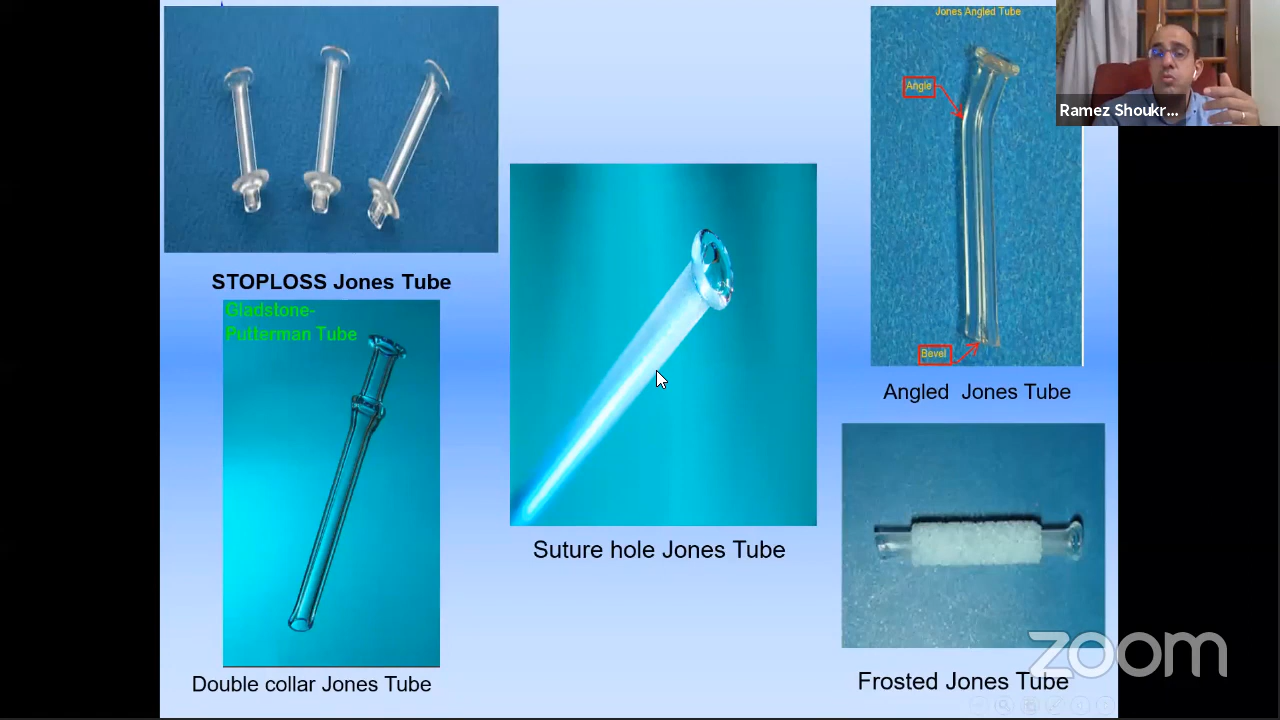 Jones Angled Tube
Angle
Ramez Shoukr...
STOPLOSS Jones Tube
Gladstone-
Putterman Tube
Bevel
Angled  Jones Tube
Suture hole Jones Tube
Double collar Jones Tube
Frosted Jones Tube
zoom